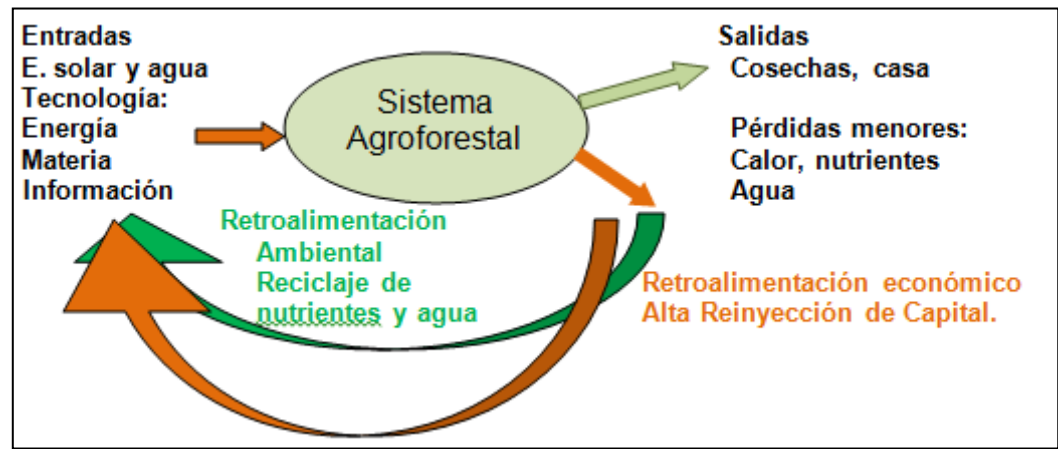 Entradas
E. solar y agua
Tecnología:
Energía
Materia
Información
Sistema
Agroforestal
Salidas
Cosechas, casa
Pérdidas menores:
Calor, nutrientes
Agua
Retroalimentación
Ambiental
Reciclaje de
nutrientes y agua
Retroalimentación económico
Alta Reinyección de Capital.